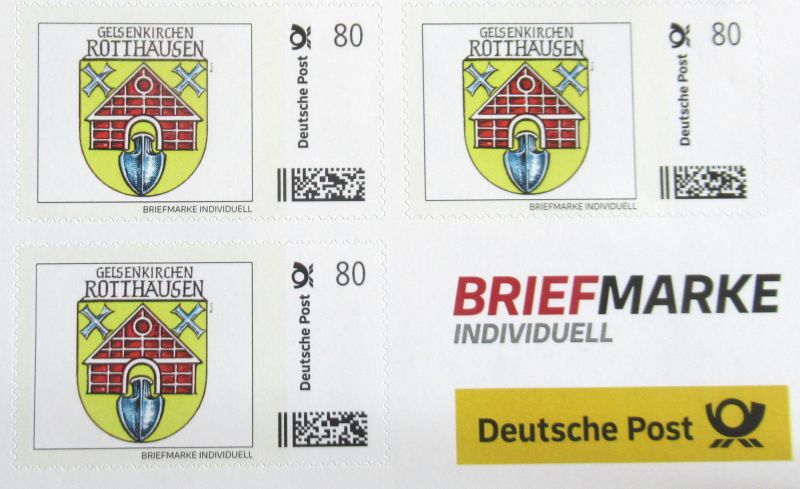 GELSENKIRCHEN
ROTTHAUSEN
Deutsche Post
80
BRIEFMARKE INDIVIDUELL
GELSENKIRCHEN
ROTTHAUSEN
Deutsche Post
80
BRIEFMARKE INDIVIDUELL
GELSENKIRCHEN
ROTTHAUSEN
Deutsche Post
80
BRIEFMARKE INDIVIDUELL
BRIEFMARKE
INDIVIDUELL
Deutsche Post